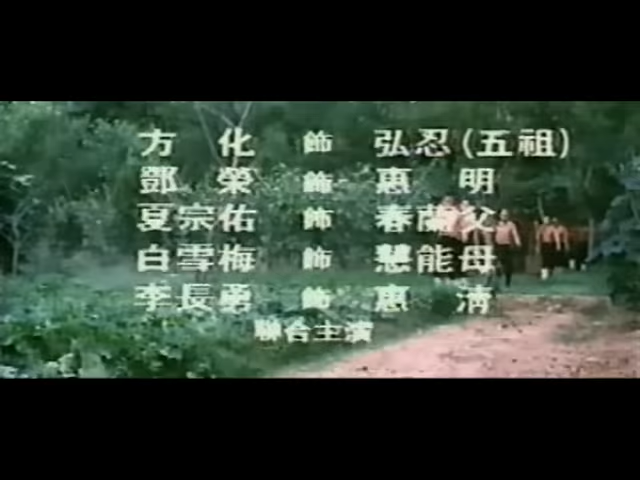 方化 飾 弘忍(五祖)
鄧榮 飾 惠明
夏宗佑 飾 春蘭父
白雪梅 飾 慧能母
李長勇 飾 惠清
聯合主演